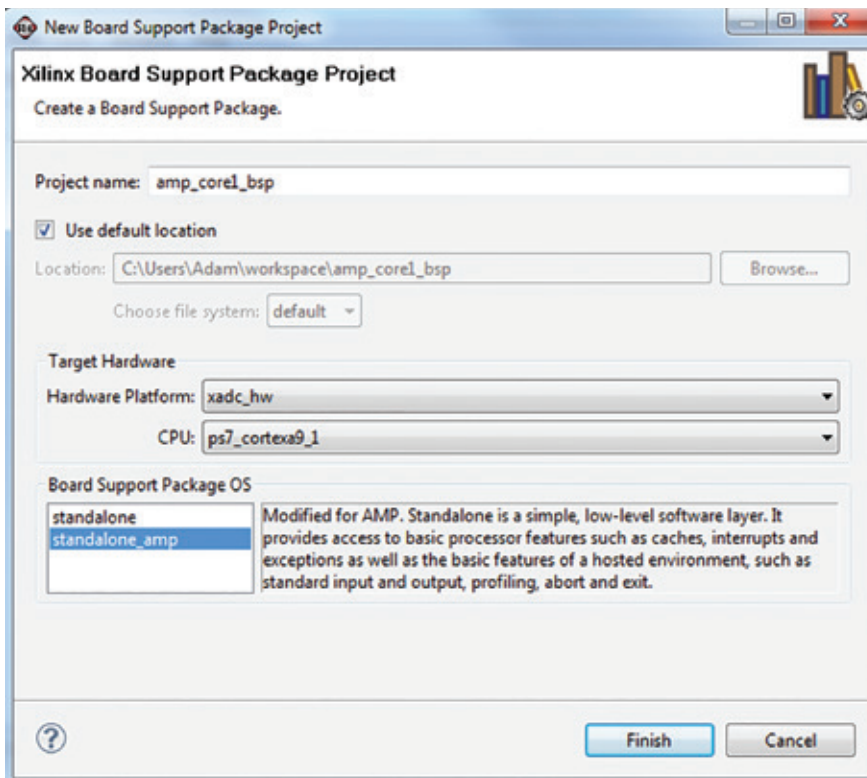 New Board Support Package Project
Xilinx Board Support Package Project
Create a Board Support Package.
Project name: amp_core1_bsp
Use default location
Location: C:\Users\Adam\workspace\amp_core1_bsp Browse...
Choose file system: default
Target Hardware
Hardware Platform: xadc_hw
CPU: ps7_cortexa9_1
Board Support Package OS
standalone
standalone_amp
Modified for AMP. Standalone is a simple, low-level software layer. It
provides access to basic processor features such as caches, interrupts and
exceptions as well as the basic features of a hosted environment, such as
standard input and output, profiling, abort and exit.
? Finish Cancel